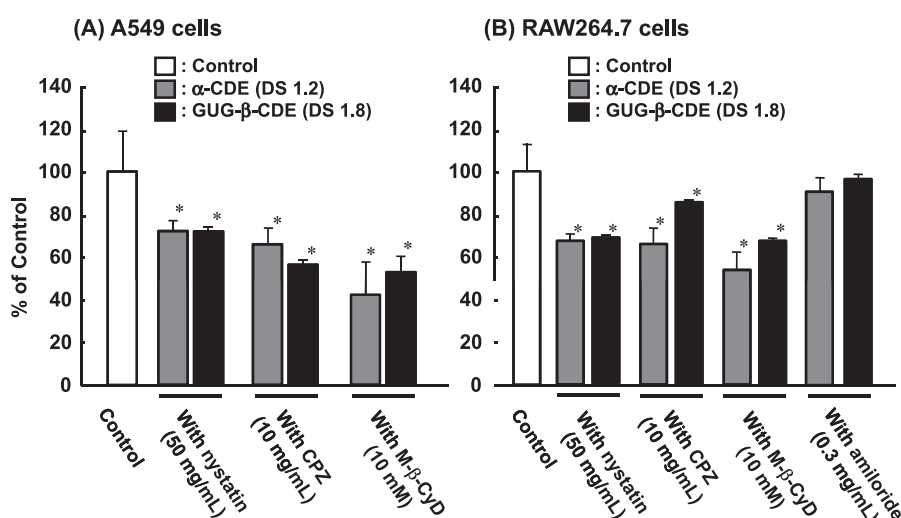 (A) A549 cells
: Control
: α-CDE (DS 1.2)
: GUG-β-CDE (DS 1.8)
% of Control
140
120
100
80
60
40
20
0
*
*
*
*
*
*
Control
With nystatin
(50 mg/mL)
With CPZ
(10 mg/mL)
With M-β-CyD
(10 mM)
(B) RAW264.7 cells
: Control
: α-CDE (DS 1.2)
: GUG-β-CDE (DS 1.8)
140
120
100
80
60
40
20
0
*
*
*
*
*
*
Control
With nystatin
(50 mg/mL)
With CPZ
(10 mg/mL)
With M-β-CyD
(10 mM)
With amiloride
(0.3 mg/mL)